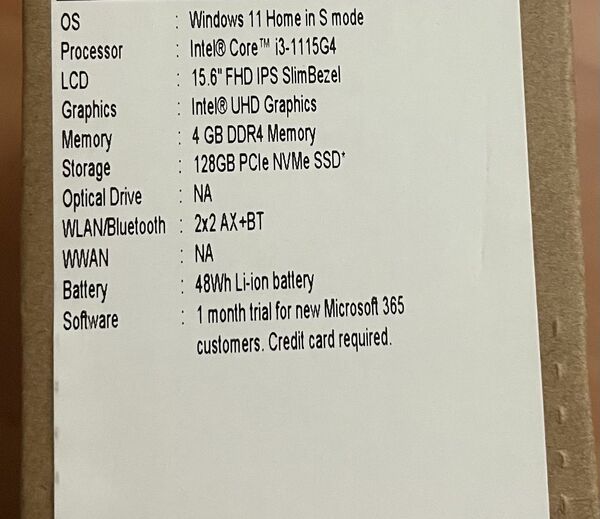 OS : Windows 11 Home in S mode
Processor : Intel® Core™ i3-1115G4
LCD : 15.6" FHD IPS SlimBezel
Graphics : Intel® UHD Graphics
Memory : 4 GB DDR4 Memory
Storage : 128GB PCIe NVMe SSD*
Optical Drive : NA
WLAN/Bluetooth : 2x2 AX+BT
WWAN : NA
Battery : 48Wh Li-ion battery
Software : 1 month trial for new Microsoft 365
customers. Credit card required.